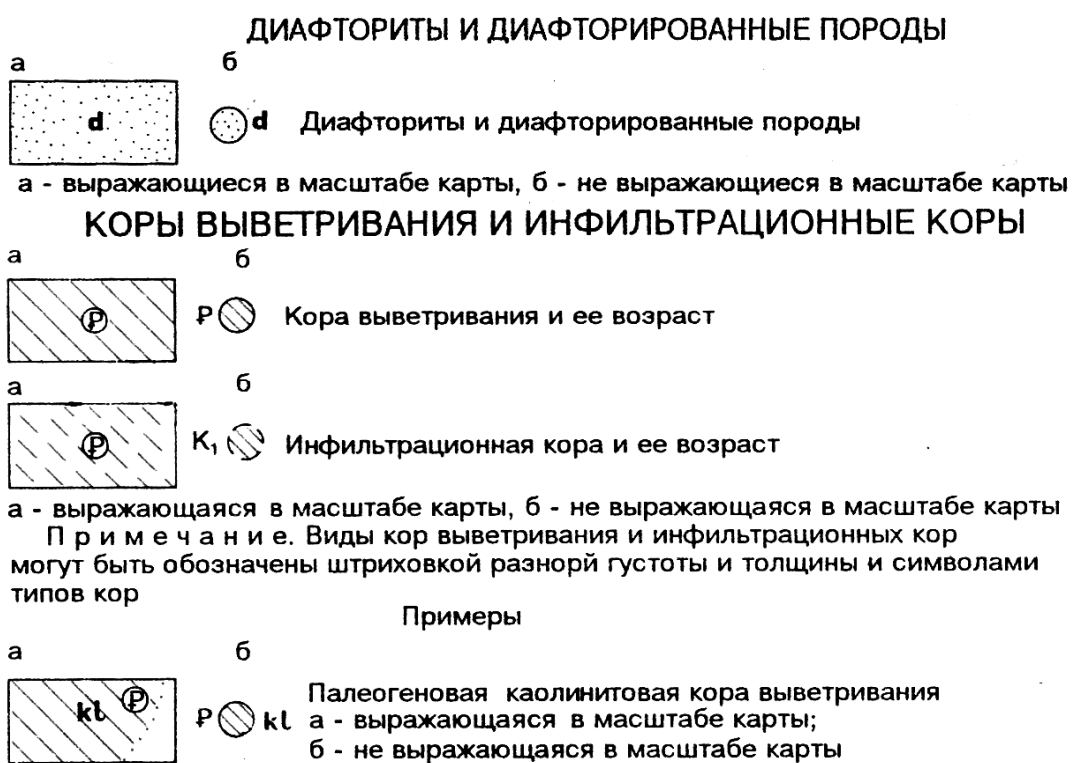 ДИАФТОРИТЫ И ДИАФТОРИРОВАННЫЕ ПОРОДЫ
а б
d d Диафториты и диафторированные породы
а - выражающиеся в масштабе карты, б - не выражающиеся в масштабе карты
КОРЫ ВЫВЕТРИВАНИЯ И ИНФИЛЬТРАЦИОННЫЕ КОРЫ
а б
₽ ₽ Кора выветривания и ее возраст
а б
₽ K₁ Инфильтрационная кора и ее возраст
а - выражающаяся в масштабе карты, б - не выражающаяся в масштабе карты
П р и м е ч а н и е. Виды кор выветривания и инфильтрационных кор
могут быть обозначены штриховкой разнорй густоты и толщины и символами
типов кор
Примеры
а б
kl ₽ ₽ kl Палеогеновая каолинитовая кора выветривания
а - выражающаяся в масштабе карты;
б - не выражающаяся в масштабе карты